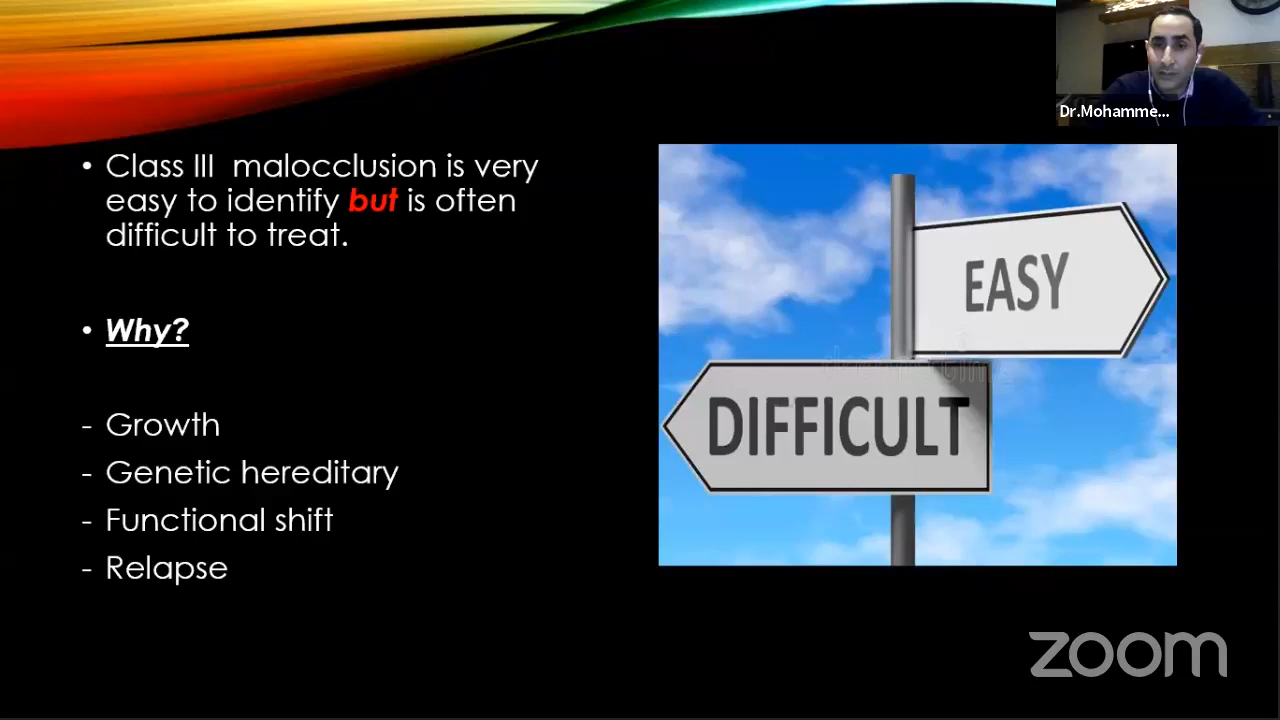 Dr.Mohamme...
• Class III malocclusion is very
easy to identify but is often
difficult to treat.
• Why?
- Growth
- Genetic hereditary
- Functional shift
- Relapse
EASY
DIFFICULT
zoom